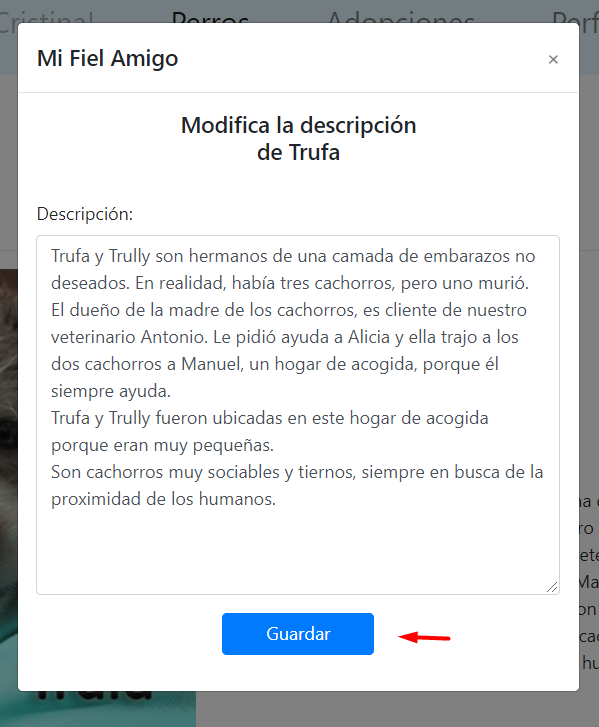 Cristina!
Perros
Adopciones
Mi Fiel Amigo
×
Modifica la descripción
de Trufa
Descripción:
Trufa y Trully son hermanos de una camada de embarazos no
deseados. En realidad, había tres cachorros, pero uno murió.
El dueño de la madre de los cachorros, es cliente de nuestro
veterinario Antonio. Le pidió ayuda a Alicia y ella trajo a los
dos cachorros a Manuel, un hogar de acogida, porque él
siempre ayuda.
Trufa y Trully fueron ubicadas en este hogar de acogida
porque eran muy pequeñas.
Son cachorros muy sociables y tiernos, siempre en busca de la
proximidad de los humanos.
Guardar
Trufa